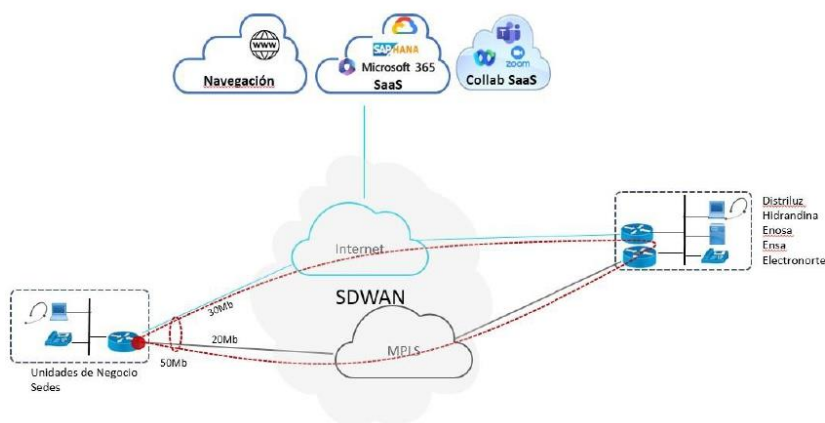 WWW
Navegación
SAP HANA
Microsoft 365
SaaS
zoom
Collab SaaS
Internet
Distriluz
Hidrandina
Enosa
Ensa
Electronorte
30Mb
SDWAN
20Mb
MPLS
50Mb
Unidades de Negocio
Sedes